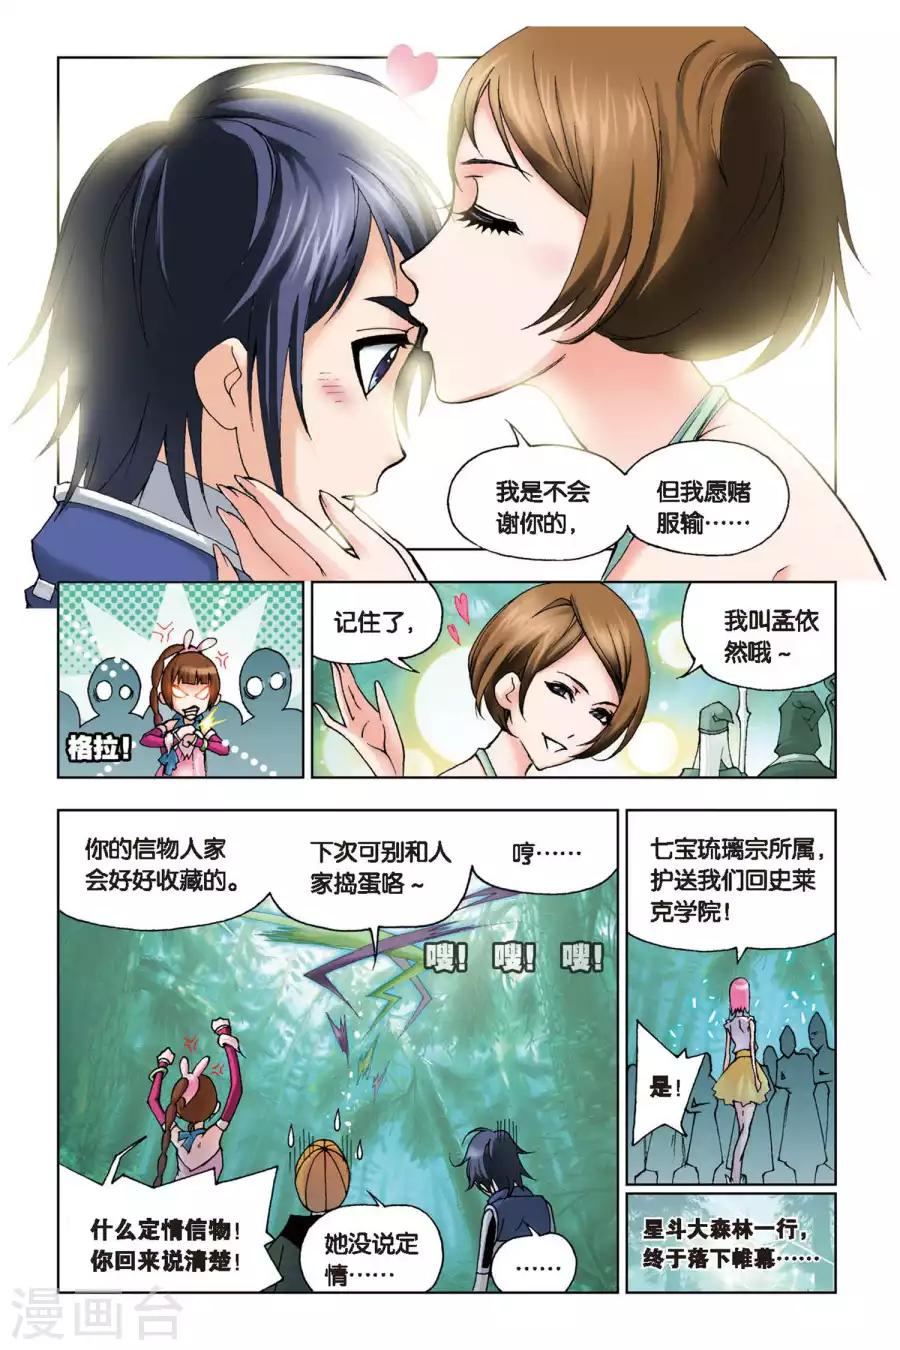 我是不会
谢你的，
但我愿赌
服输……
格拉！
记住了，
我叫孟依
然哦～
你的信物人家
会好好收藏的。
下次可别和人
家捣蛋咯～
哼……
嗖！ 嗖！ 嗖！
什么定情信物！
你回来说清楚！
她没说定
情……
……
七宝琉璃宗所属，
护送我们回史莱
克学院！
是！
星斗大森林一行，
终于落下帷幕……
漫画台